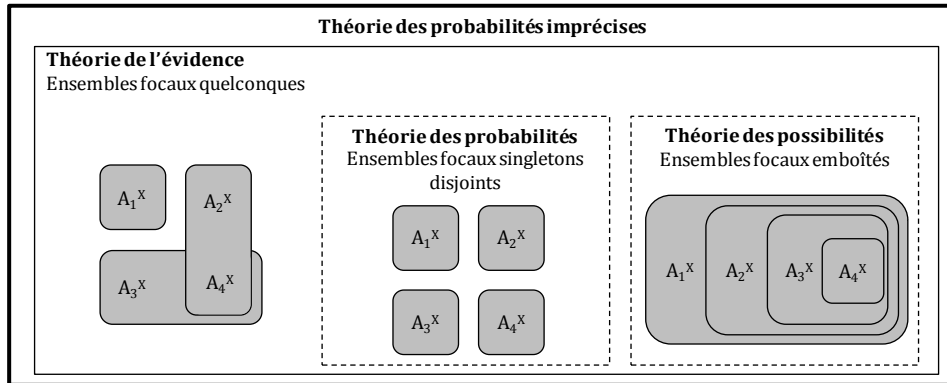 Théorie des probabilités imprécises
Théorie de l'évidence
Ensembles focaux quelconques
A₁ˣ
A₂ˣ
A₃ˣ
A₄ˣ
Théorie des probabilités
Ensembles focaux singletons
disjoints
A₁ˣ
A₂ˣ
A₃ˣ
A₄ˣ
Théorie des possibilités
Ensembles focaux emboîtés
A₁ˣ
A₂ˣ
A₃ˣ
A₄ˣ